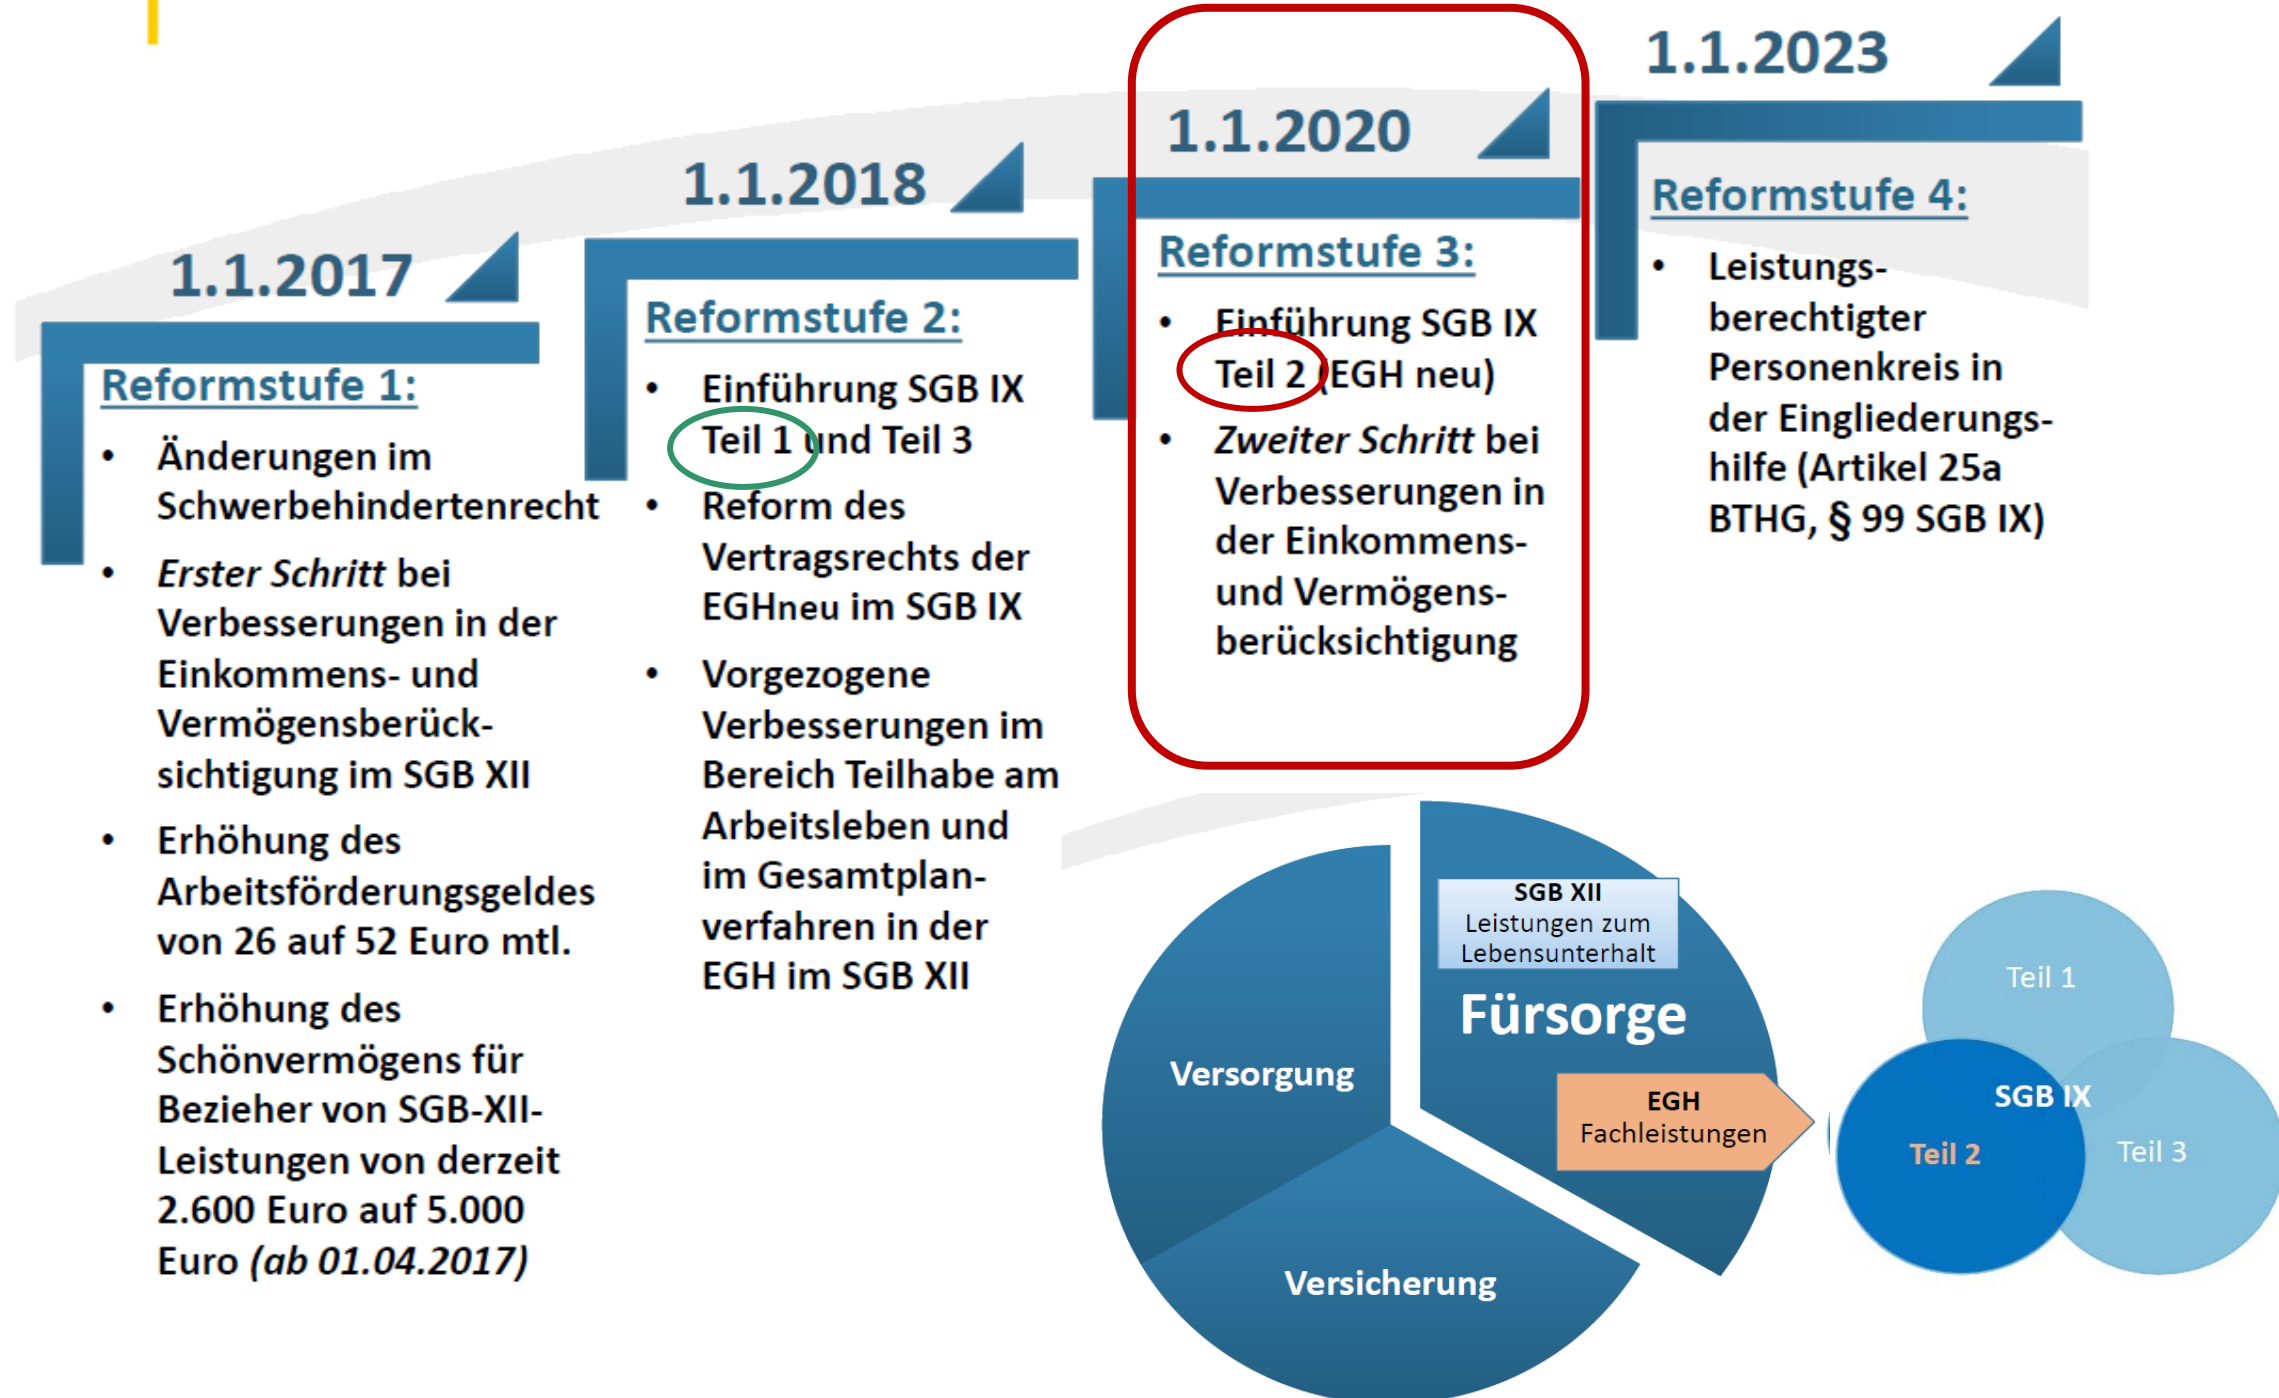 1.1.2017
Reformstufe 1:
• Änderungen im
Schwerbehindertenrecht
• Erster Schritt bei
Verbesserungen in der
Einkommens- und
Vermögensberück-
sichtigung im SGB XII
• Erhöhung des
Arbeitsförderungsgeldes
von 26 auf 52 Euro mtl.
• Erhöhung des
Schönvermögens für
Bezieher von SGB-XII-
Leistungen von derzeit
2.600 Euro auf 5.000
Euro (ab 01.04.2017)
1.1.2018
Reformstufe 2:
• Einführung SGB IX
Teil 1 und Teil 3
• Reform des
Vertragsrechts der
EGHneu im SGB IX
• Vorgezogene
Verbesserungen im
Bereich Teilhabe am
Arbeitsleben und
im Gesamtplan-
verfahren in der
EGH im SGB XII
1.1.2020
Reformstufe 3:
• Einführung SGB IX
Teil 2 (EGH neu)
• Zweiter Schritt bei
Verbesserungen in
der Einkommens-
und Vermögens-
berücksichtigung
1.1.2023
Reformstufe 4:
• Leistungs-
berechtigter
Personenkreis in
der Eingliederungs-
hilfe (Artikel 25a
BTHG, § 99 SGB IX)
SGB XII
Leistungen zum
Lebensunterhalt
Fürsorge
Versorgung
EGH
Fachleistungen
Versicherung
Teil 1
SGB IX
Teil 2
Teil 3